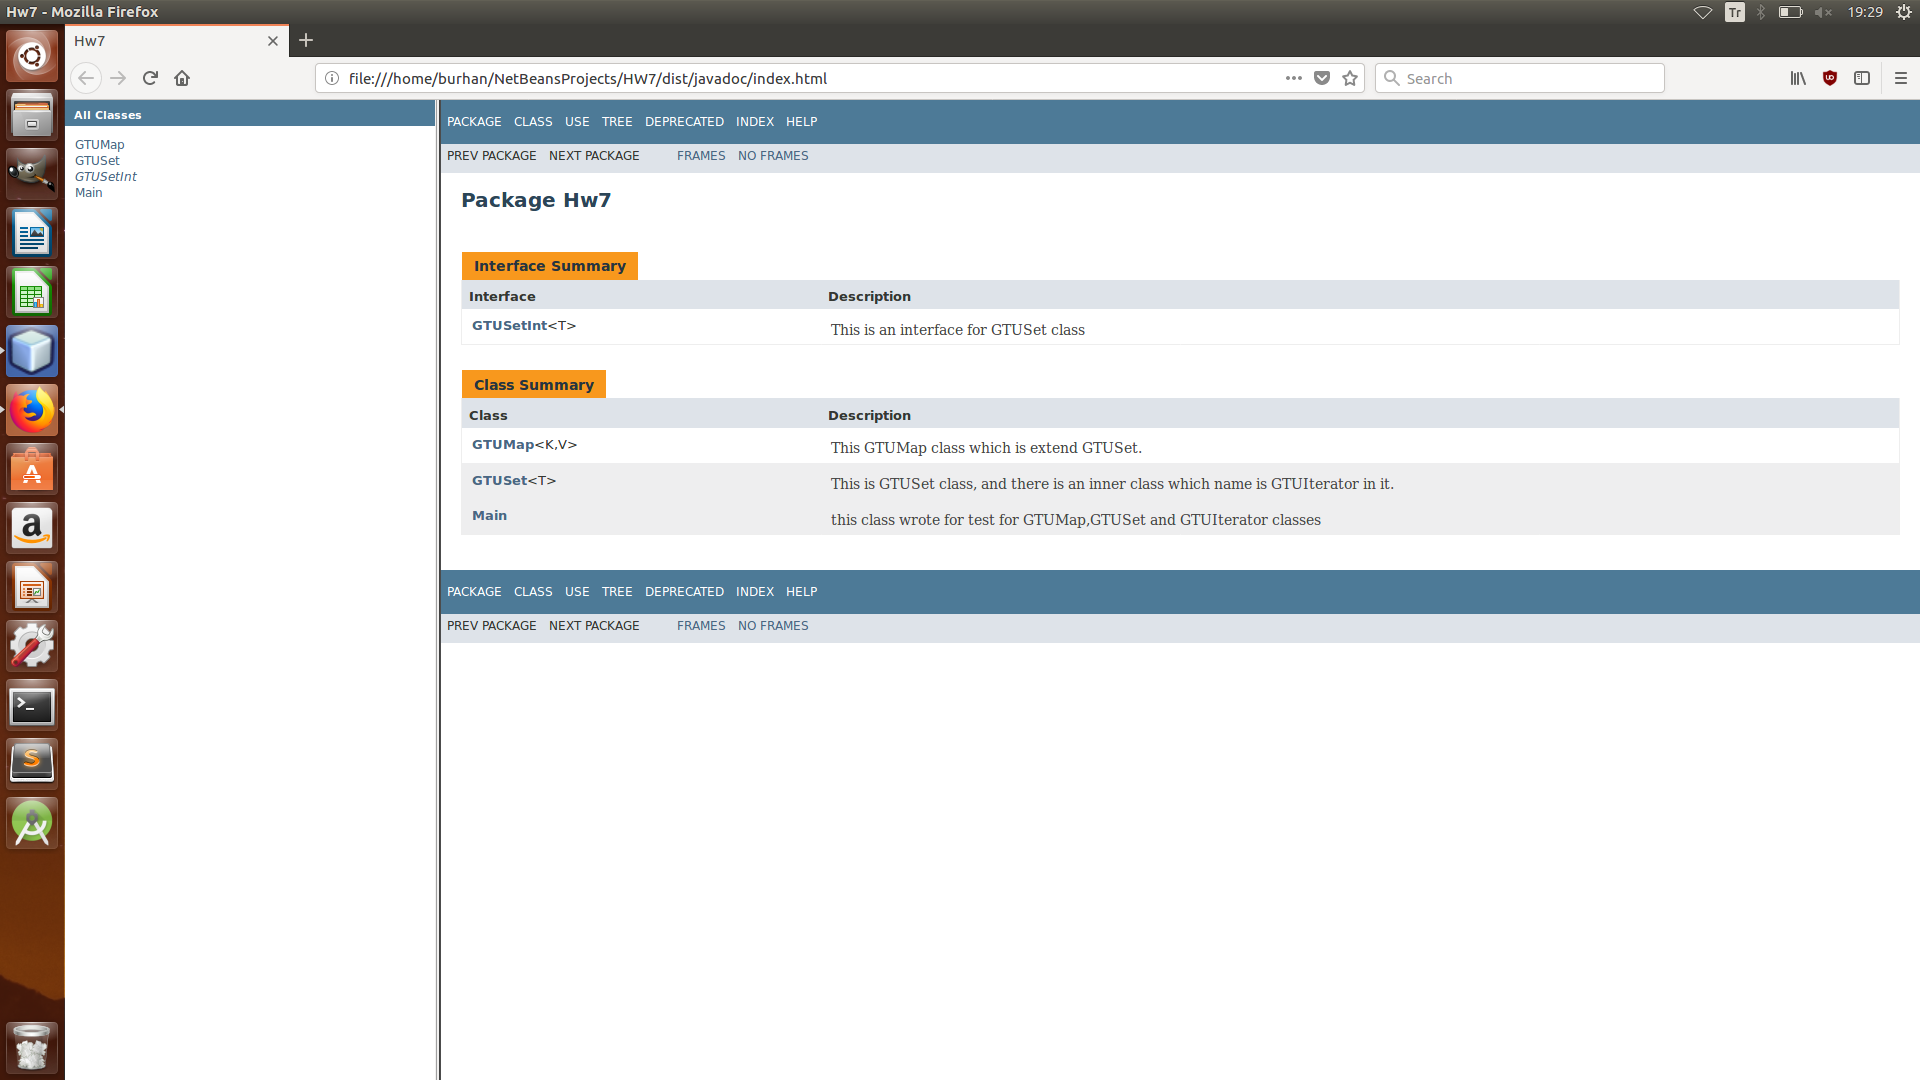 Hw7 - Mozilla Firefox
Tr
19:29
Hw7
file:///home/burhan/NetBeansProjects/HW7/dist/javadoc/index.html
Search
All Classes
GTUMap
GTUSet
GTUSetInt
Main
PACKAGE CLASS USE TREE DEPRECATED INDEX HELP
PREV PACKAGE NEXT PACKAGE FRAMES NO FRAMES
Package Hw7
Interface Summary
Interface Description
GTUSetInt<T> This is an interface for GTUSet class
Class Summary
Class Description
GTUMap<K,V> This GTUMap class which is extend GTUSet.
GTUSet<T> This is GTUSet class, and there is an inner class which name is GTUIterator in it.
Main this class wrote for test for GTUMap,GTUSet and GTUIterator classes
PACKAGE CLASS USE TREE DEPRECATED INDEX HELP
PREV PACKAGE NEXT PACKAGE FRAMES NO FRAMES